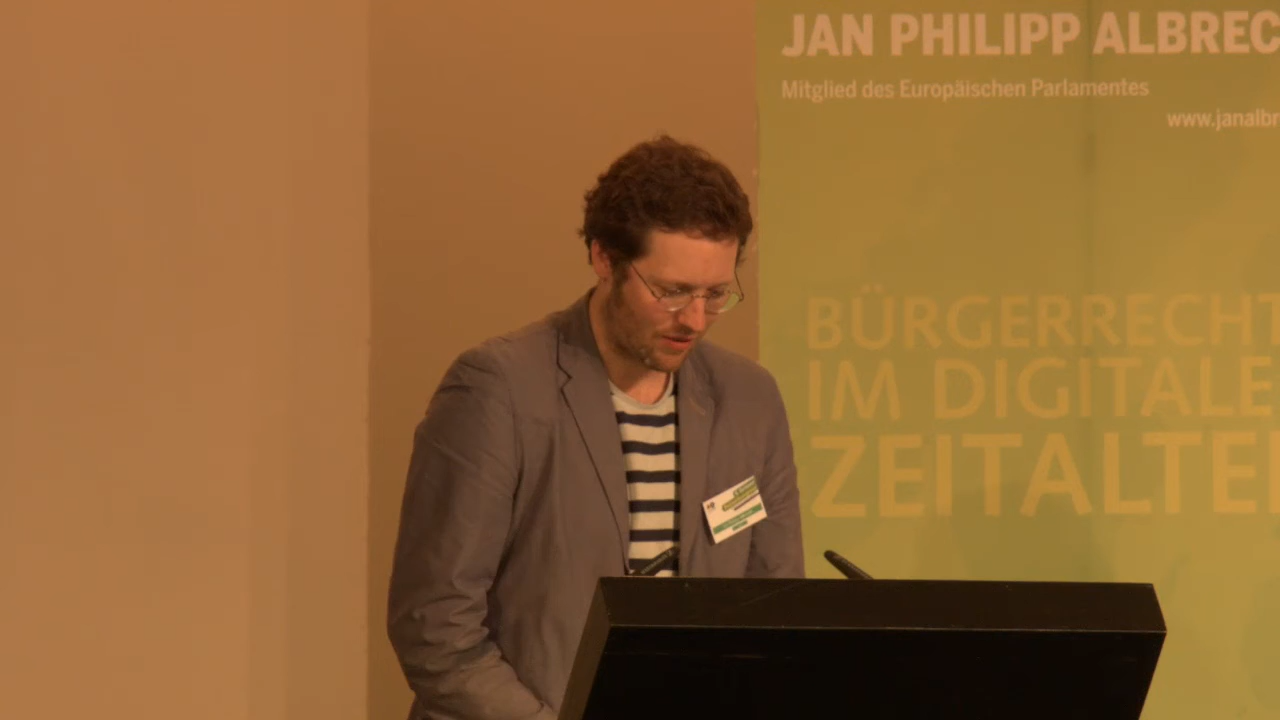 JAN PHILIPP ALBREC
Mitglied des Europäischen Parlamentes
www.janalbr
BÜRGERRECHT
IM DIGITALE
ZEITALTE